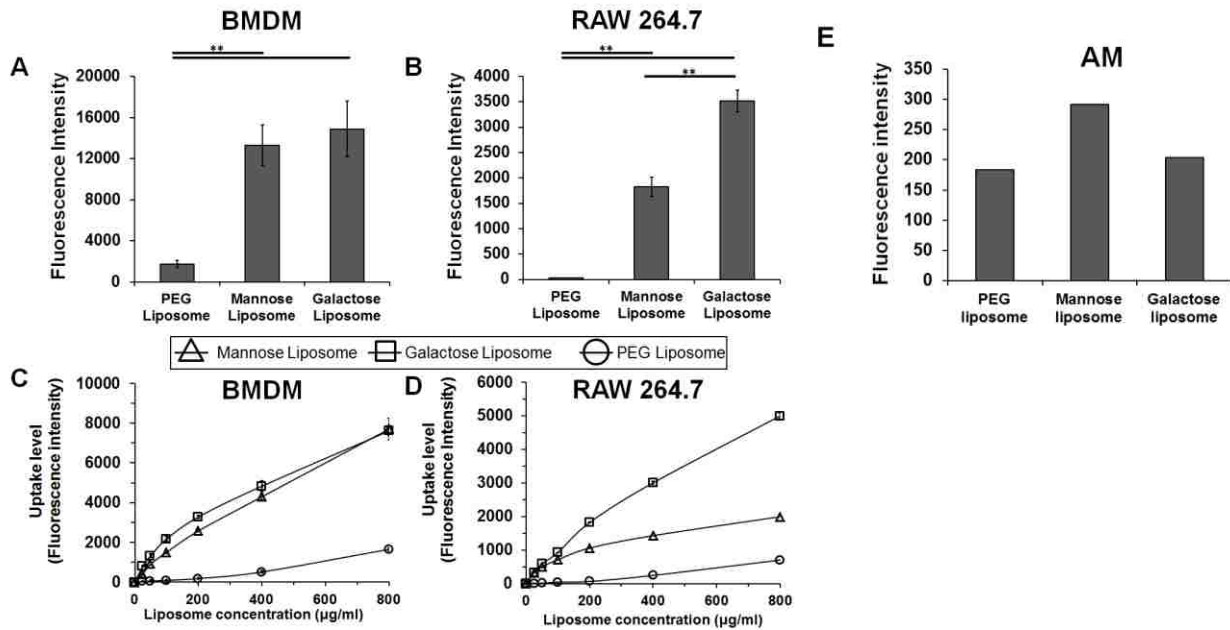 BMDM
RAW 264.7
E
AM
A
**
Fluorescence Intensity
20000
16000
12000
8000
4000
0
PEG
Liposome
Mannose
Liposome
Galactose
Liposome
B
**
**
Fluorescence Intensity
4000
3500
3000
2500
2000
1500
1000
500
0
PEG
Liposome
Mannose
Liposome
Galactose
Liposome
Fluorescence intensity
350
300
250
200
150
100
50
0
PEG
liposome
Mannose
liposome
Galactose
liposome
Mannose Liposome Galactose Liposome PEG Liposome
C
BMDM
Uptake level
(Fluorescence intensity)
10000
8000
6000
4000
2000
0
0 200 400 600 800
Liposome concentration (µg/ml)
D
RAW 264.7
Uptake level
(Fluorescence Intensity)
6000
5000
4000
3000
2000
1000
0
0 200 400 600 800
Liposome concentration (µg/ml)